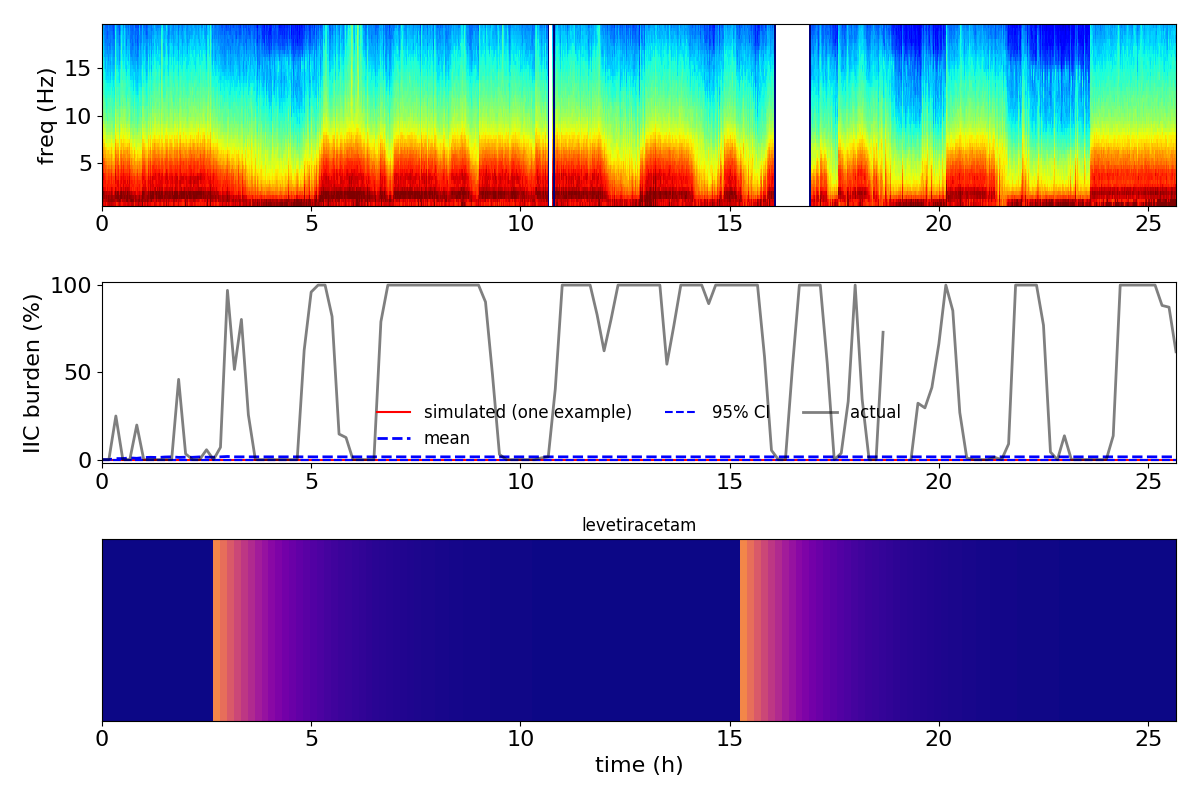 freq (Hz)
15
10
5
0 5 10 15 20 25
IIC burden (%)
100
50
0
simulated (one example) 95% CI actual
mean
0 5 10 15 20 25
levetiracetam
0 5 10 15 20 25
time (h)